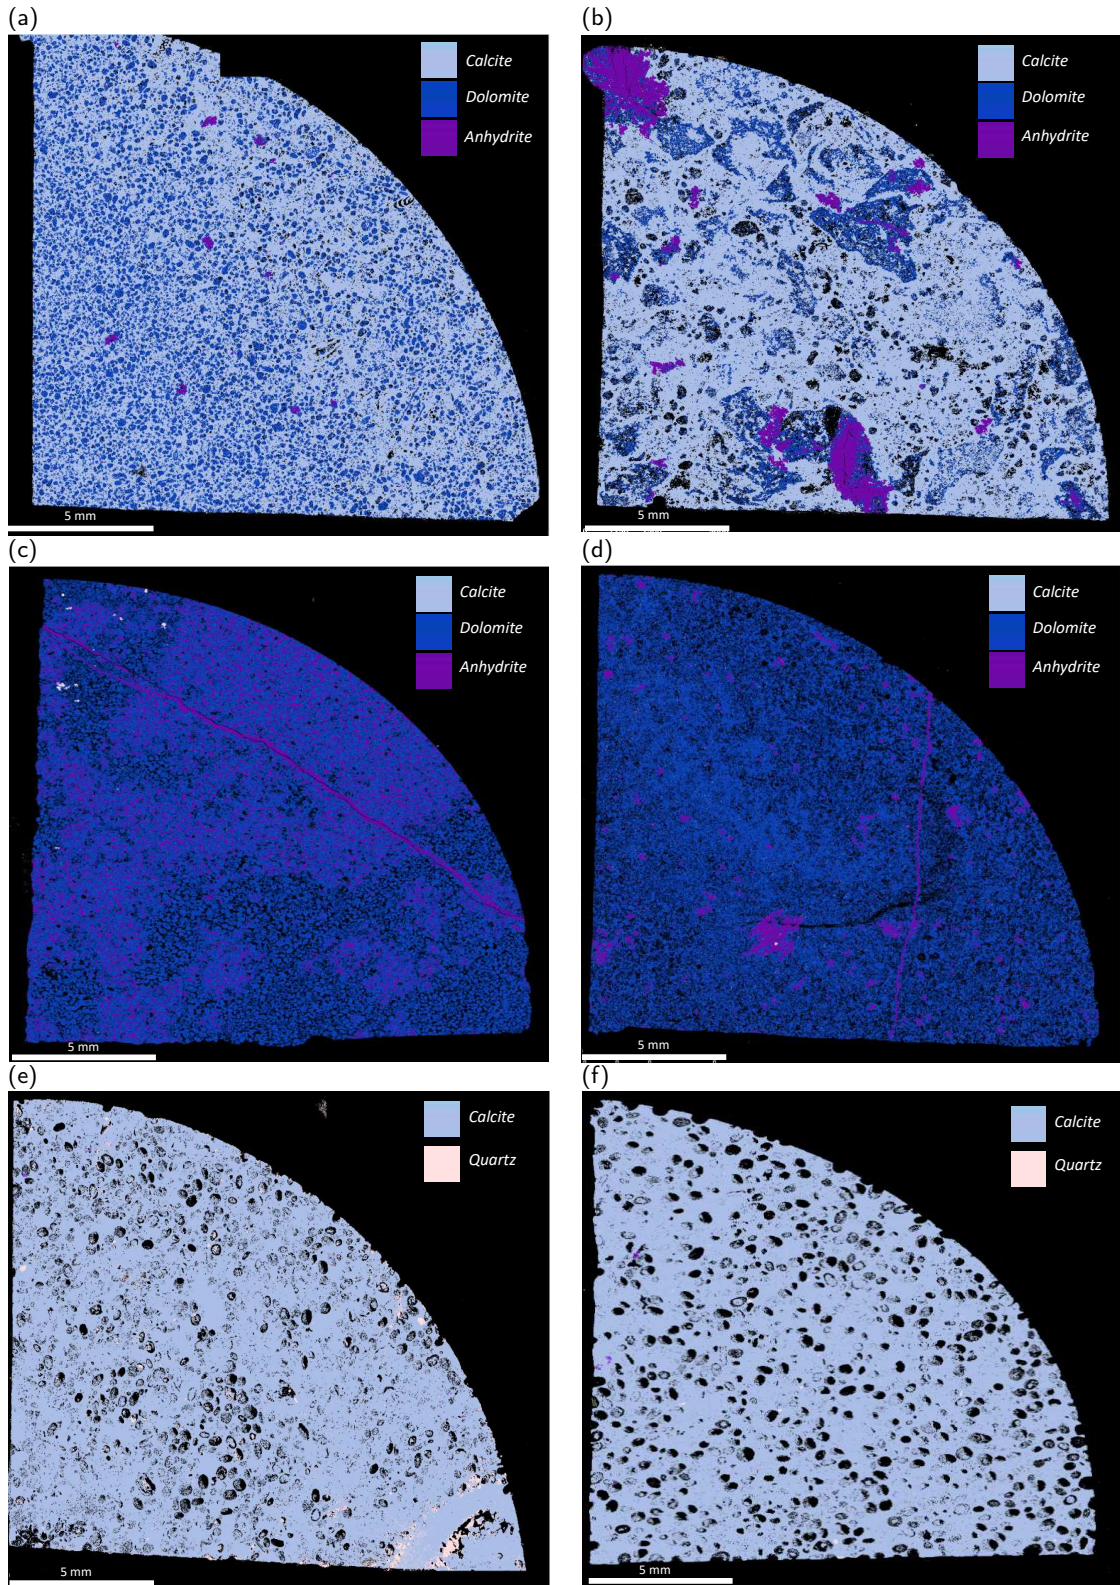 (a)
Calcite
Dolomite
Anhydrite
5 mm
(b)
Calcite
Dolomite
Anhydrite
5 mm
(c)
Calcite
Dolomite
Anhydrite
5 mm
(d)
Calcite
Dolomite
Anhydrite
5 mm
(e)
Calcite
Quartz
5 mm
(f)
Calcite
Quartz
5 mm